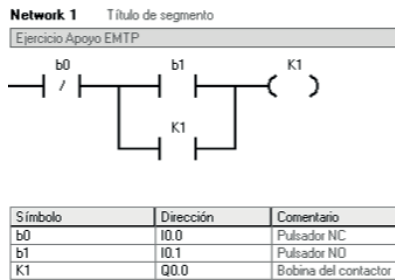 Network 1 Título de segmento
Ejercicio Apoyo EMTP
b0 b1 K1
/
K1
Símbolo Dirección Comentario
b0 I0.0 Pulsador NC
b1 I0.1 Pulsador NO
K1 Q0.0 Bobina del contactor